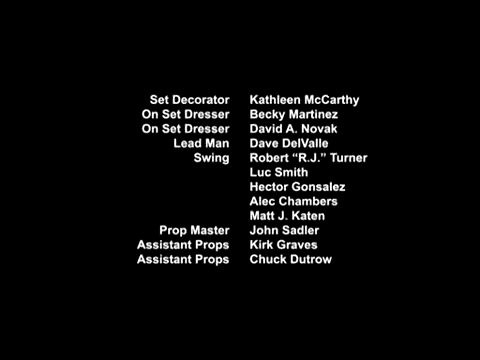 Set Decorator Kathleen McCarthy
On Set Dresser Becky Martinez
On Set Dresser David A. Novak
Lead Man Dave DelValle
Swing Robert “R.J.” Turner
Luc Smith
Hector Gonsalez
Alec Chambers
Matt J. Katen
Prop Master John Sadler
Assistant Props Kirk Graves
Assistant Props Chuck Dutrow